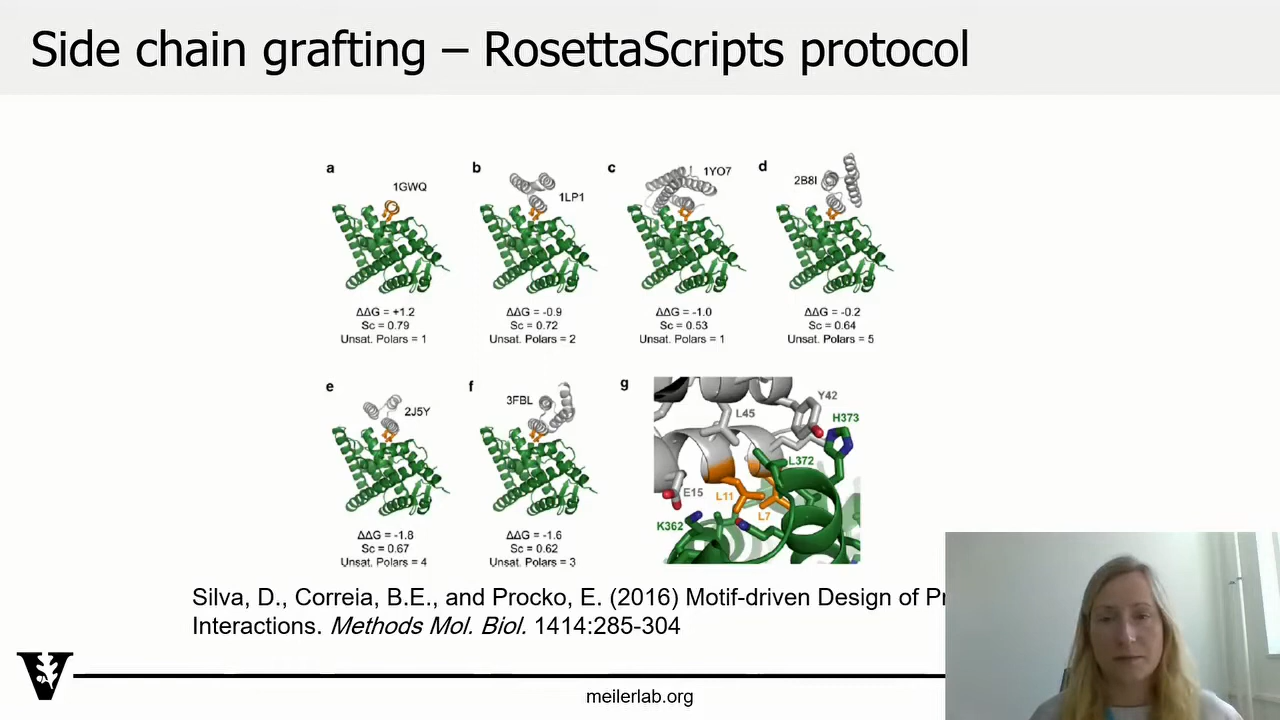 Side chain grafting – RosettaScripts protocol
a
1GWQ
ΔΔG = +1.2
Sc = 0.79
Unsat. Polars = 1
b
1LP1
ΔΔG = -0.9
Sc = 0.72
Unsat. Polars = 2
c
1YO7
ΔΔG = -1.0
Sc = 0.53
Unsat. Polars = 1
d
2B8I
ΔΔG = -0.2
Sc = 0.64
Unsat. Polars = 5
e
2J5Y
ΔΔG = -1.8
Sc = 0.67
Unsat. Polars = 4
f
3FBL
ΔΔG = -1.6
Sc = 0.62
Unsat. Polars = 3
g
Y42
L45
H373
L372
E15
L11
L7
K362
Silva, D., Correia, B.E., and Procko, E. (2016) Motif-driven Design of
Interactions. Methods Mol. Biol. 1414:285-304
V
meilerlab.org